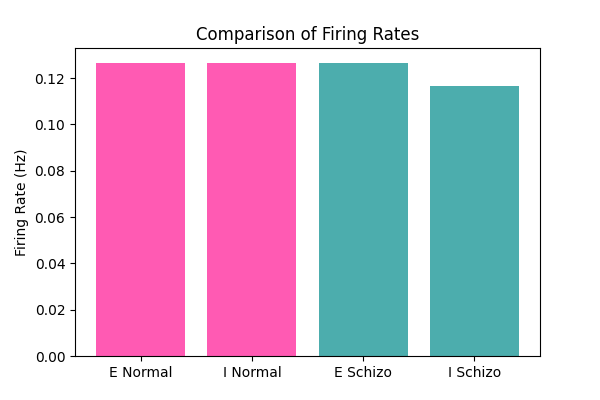 Comparison of Firing Rates
Firing Rate (Hz)
0.12
0.10
0.08
0.06
0.04
0.02
0.00
E Normal I Normal E Schizo I Schizo